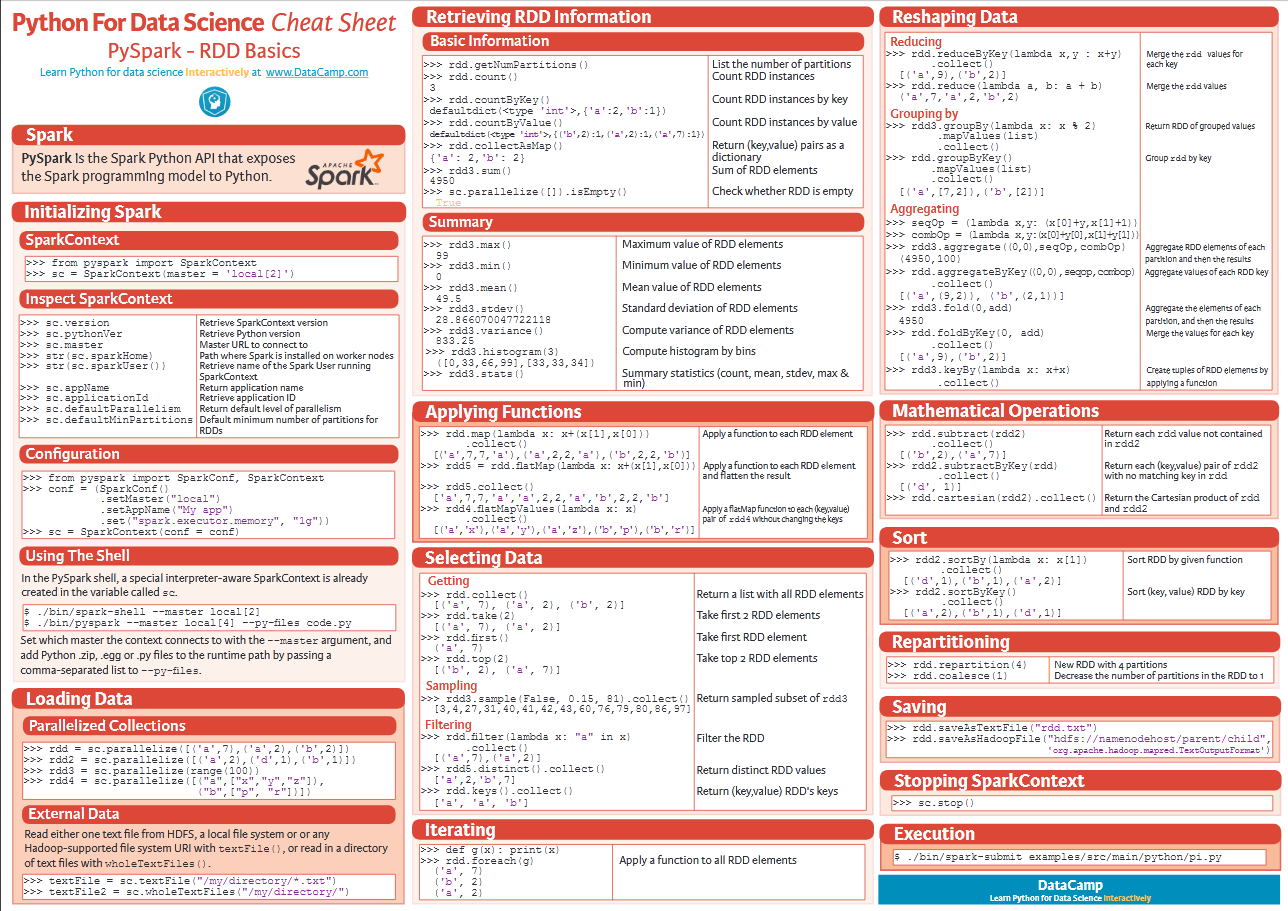 Python For Data Science Cheat Sheet
PySpark - RDD Basics
Learn Python for data science Interactively at www.DataCamp.com
Spark
PySpark Is the Spark Python API that exposes
the Spark programming model to Python.
APACHE
Spark
Initializing Spark
SparkContext
>>> from pyspark import SparkContext
>>> sc = SparkContext(master = 'local[2]')
Inspect SparkContext
>>> sc.version Retrieve SparkContext version
>>> sc.pythonVer Retrieve Python version
>>> sc.master Master URL to connect to
>>> str(sc.sparkHome) Path where Spark is installed on worker nodes
>>> str(sc.sparkUser()) Retrieve name of the Spark User running
SparkContext
>>> sc.appName Return application name
>>> sc.applicationId Retrieve application ID
>>> sc.defaultParallelism Return default level of parallelism
>>> sc.defaultMinPartitions Default minimum number of partitions for
RDDs
Configuration
>>> from pyspark import SparkConf, SparkContext
>>> conf = (SparkConf()
.setMaster("local")
.setAppName("My app")
.set("spark.executor.memory", "1g"))
>>> sc = SparkContext(conf = conf)
Using The Shell
In the PySpark shell, a special interpreter-aware SparkContext is already
created in the variable called sc.
$ ./bin/spark-shell --master local[2]
$ ./bin/pyspark --master local[4] --py-files code.py
Set which master the context connects to with the --master argument, and
add Python .zip, .egg or .py files to the runtime path by passing a
comma-separated list to --py-files.
Loading Data
Parallelized Collections
>>> rdd = sc.parallelize([('a',7),('a',2),('b',2)])
>>> rdd2 = sc.parallelize([('a',2),('d',1),('b',1)])
>>> rdd3 = sc.parallelize(range(100))
>>> rdd4 = sc.parallelize([("a",["x","y","z"]),
("b",["p", "r"])])
External Data
Read either one text file from HDFS, a local file system or or any
Hadoop-supported file system URI with textFile(), or read in a directory
of text files with wholeTextFiles().
>>> textFile = sc.textFile("/my/directory/*.txt")
>>> textFile2 = sc.wholeTextFiles("/my/directory/")
Retrieving RDD Information
Basic Information
>>> rdd.getNumPartitions() List the number of partitions
>>> rdd.count() Count RDD instances
3
>>> rdd.countByKey() Count RDD instances by key
defaultdict(<type 'int'>,{'a':2,'b':1})
>>> rdd.countByValue() Count RDD instances by value
defaultdict(<type 'int'>,{('b',2):1,('a',2):1,('a',7):1})
>>> rdd.collectAsMap() Return (key,value) pairs as a
{'a': 2,'b': 2} dictionary
>>> rdd3.sum() Sum of RDD elements
4950
>>> sc.parallelize([]).isEmpty() Check whether RDD is empty
True
Summary
>>> rdd3.max() Maximum value of RDD elements
99
>>> rdd3.min() Minimum value of RDD elements
0
>>> rdd3.mean() Mean value of RDD elements
49.5
>>> rdd3.stdev() Standard deviation of RDD elements
28.866070047722118
>>> rdd3.variance() Compute variance of RDD elements
833.25
>>> rdd3.histogram(3) Compute histogram by bins
([0,33,66,99],[33,33,34])
>>> rdd3.stats() Summary statistics (count, mean, stdev, max &
min)
Applying Functions
>>> rdd.map(lambda x: x+(x[1],x[0])) Apply a function to each RDD element
.collect()
[('a',7,7,'a'),('a',2,2,'a'),('b',2,2,'b')]
>>> rdd5 = rdd.flatMap(lambda x: x+(x[1],x[0])) Apply a function to each RDD element
and flatten the result
>>> rdd5.collect()
['a',7,7,'a','a',2,2,'a','b',2,2,'b']
>>> rdd4.flatMapValues(lambda x: x) Apply a flatMap function to each (key,value)
.collect() pair of rdd4 without changing the keys
[('a','x'),('a','y'),('a','z'),('b','p'),('b','r')]
Selecting Data
Getting
>>> rdd.collect() Return a list with all RDD elements
[('a', 7), ('a', 2), ('b', 2)]
>>> rdd.take(2) Take first 2 RDD elements
[('a', 7), ('a', 2)]
>>> rdd.first() Take first RDD element
('a', 7)
>>> rdd.top(2) Take top 2 RDD elements
[('b', 2), ('a', 7)]
Sampling
>>> rdd3.sample(False, 0.15, 81).collect() Return sampled subset of rdd3
[3,4,27,31,40,41,42,43,60,76,79,80,86,97]
Filtering
>>> rdd.filter(lambda x: "a" in x) Filter the RDD
.collect()
[('a',7),('a',2)]
>>> rdd5.distinct().collect() Return distinct RDD values
['a',2,'b',7]
>>> rdd.keys().collect() Return (key,value) RDD's keys
['a', 'a', 'b']
Iterating
>>> def g(x): print(x)
>>> rdd.foreach(g) Apply a function to all RDD elements
('a', 7)
('b', 2)
('a', 2)
Reshaping Data
Reducing
>>> rdd.reduceByKey(lambda x,y : x+y) Merge the rdd values for
.collect() each key
[('a',9),('b',2)]
>>> rdd.reduce(lambda a, b: a + b) Merge the rdd values
('a',7,'a',2,'b',2)
Grouping by
>>> rdd3.groupBy(lambda x: x % 2) Return RDD of grouped values
.mapValues(list)
.collect()
>>> rdd.groupByKey() Group rdd by key
.mapValues(list)
.collect()
[('a',[7,2]),('b',[2])]
Aggregating
>>> seqOp = (lambda x,y: (x[0]+y,x[1]+1))
>>> combOp = (lambda x,y:(x[0]+y[0],x[1]+y[1]))
>>> rdd3.aggregate((0,0),seqOp,combOp) Aggregate RDD elements of each
(4950,100) partition and then the results
>>> rdd.aggregateByKey((0,0),seqop,combop) Aggregate values of each RDD key
.collect()
[('a',(9,2)), ('b',(2,1))]
>>> rdd3.fold(0,add) Aggregate the elements of each
4950 partition, and then the results
>>> rdd.foldByKey(0, add) Merge the values for each key
.collect()
[('a',9),('b',2)]
>>> rdd3.keyBy(lambda x: x+x) Create tuples of RDD elements by
.collect() applying a function
Mathematical Operations
>>> rdd.subtract(rdd2) Return each rdd value not contained
.collect() in rdd2
[('b',2),('a',7)]
>>> rdd2.subtractByKey(rdd) Return each (key,value) pair of rdd2
.collect() with no matching key in rdd
[('d', 1)]
>>> rdd.cartesian(rdd2).collect() Return the Cartesian product of rdd
and rdd2
Sort
>>> rdd2.sortBy(lambda x: x[1]) Sort RDD by given function
.collect()
[('d',1),('b',1),('a',2)]
>>> rdd2.sortByKey() Sort (key, value) RDD by key
.collect()
[('a',2),('b',1),('d',1)]
Repartitioning
>>> rdd.repartition(4) New RDD with 4 partitions
>>> rdd.coalesce(1) Decrease the number of partitions in the RDD to 1
Saving
>>> rdd.saveAsTextFile("rdd.txt")
>>> rdd.saveAsHadoopFile("hdfs://namenodehost/parent/child",
'org.apache.hadoop.mapred.TextOutputFormat')
Stopping SparkContext
>>> sc.stop()
Execution
$ ./bin/spark-submit examples/src/main/python/pi.py
DataCamp
Learn Python for Data Science Interactively